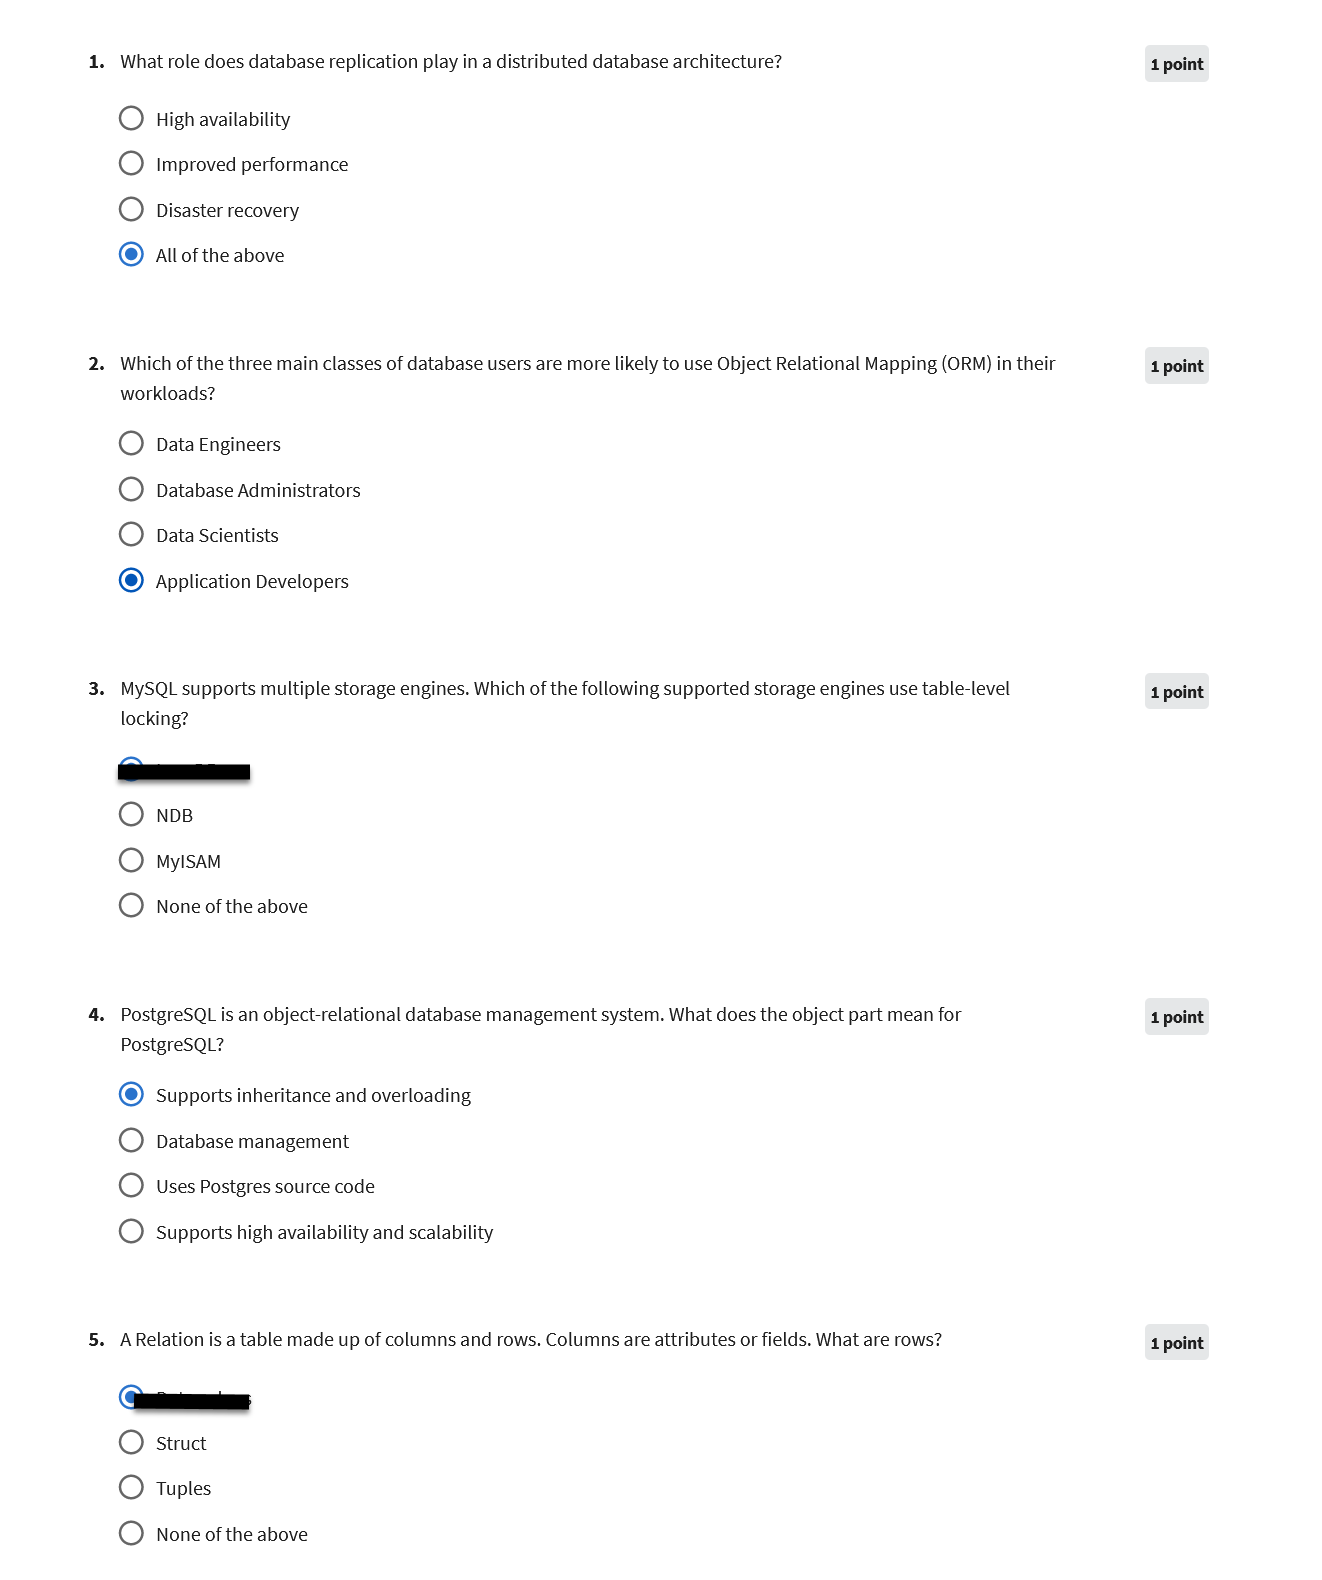 1. What role does database replication play in a distributed database architecture?
1 point
High availability
Improved performance
Disaster recovery
All of the above
2. Which of the three main classes of database users are more likely to use Object Relational Mapping (ORM) in their
workloads?
1 point
Data Engineers
Database Administrators
Data Scientists
Application Developers
3. MySQL supports multiple storage engines. Which of the following supported storage engines use table-level
locking?
1 point
NDB
MyISAM
None of the above
4. PostgreSQL is an object-relational database management system. What does the object part mean for
PostgreSQL?
1 point
Supports inheritance and overloading
Database management
Uses Postgres source code
Supports high availability and scalability
5. A Relation is a table made up of columns and rows. Columns are attributes or fields. What are rows?
1 point
Struct
Tuples
None of the above